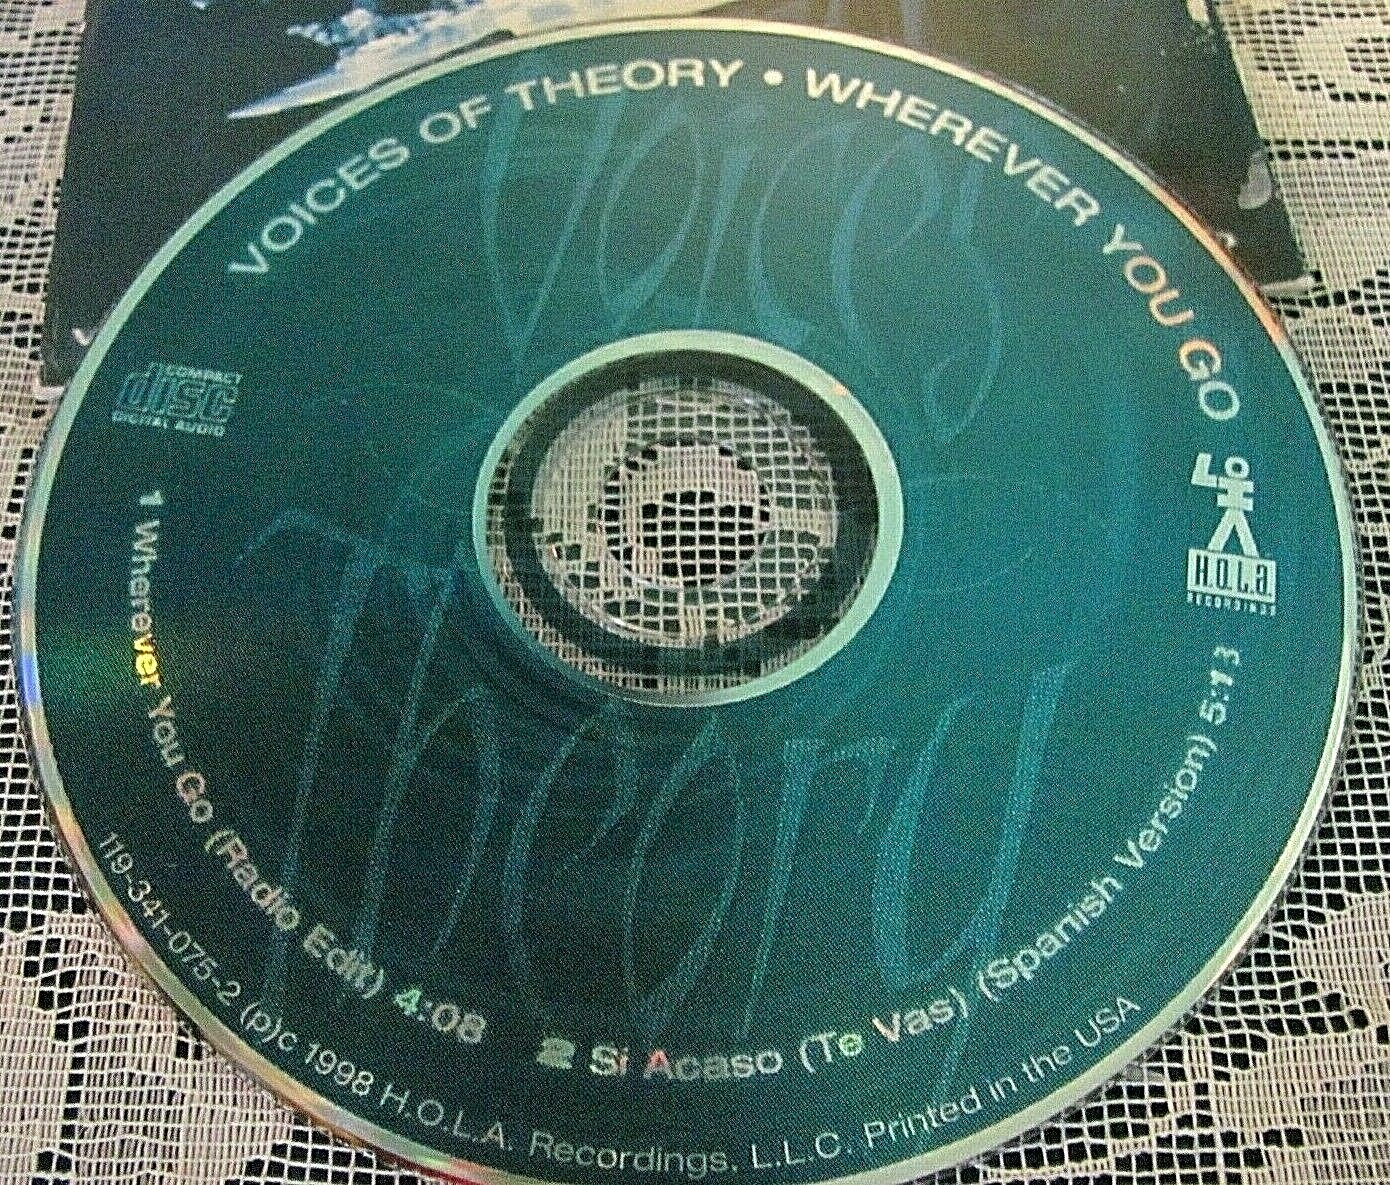 VOICES OF THEORY • WHEREVER YOU GO
Voices
Theory
COMPACT
disc
DIGITAL AUDIO
HOLA
H.O.L.A.
RECORDINGS
1 Wherever You Go (Radio Edit) 4:08
2 Si Acaso (Te Vas) (Spanish Version) 5:13
119-341-075-2 (p)c 1998 H.O.L.A. Recordings, L.L.C. Printed in the USA